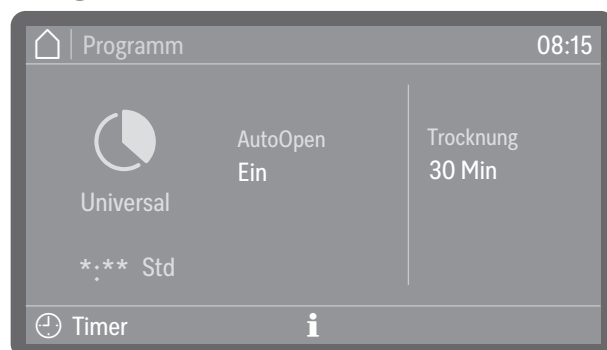 Programm
08:15
AutoOpen
Ein
Trocknung
30 Min
Universal
*:** Std
Timer
i